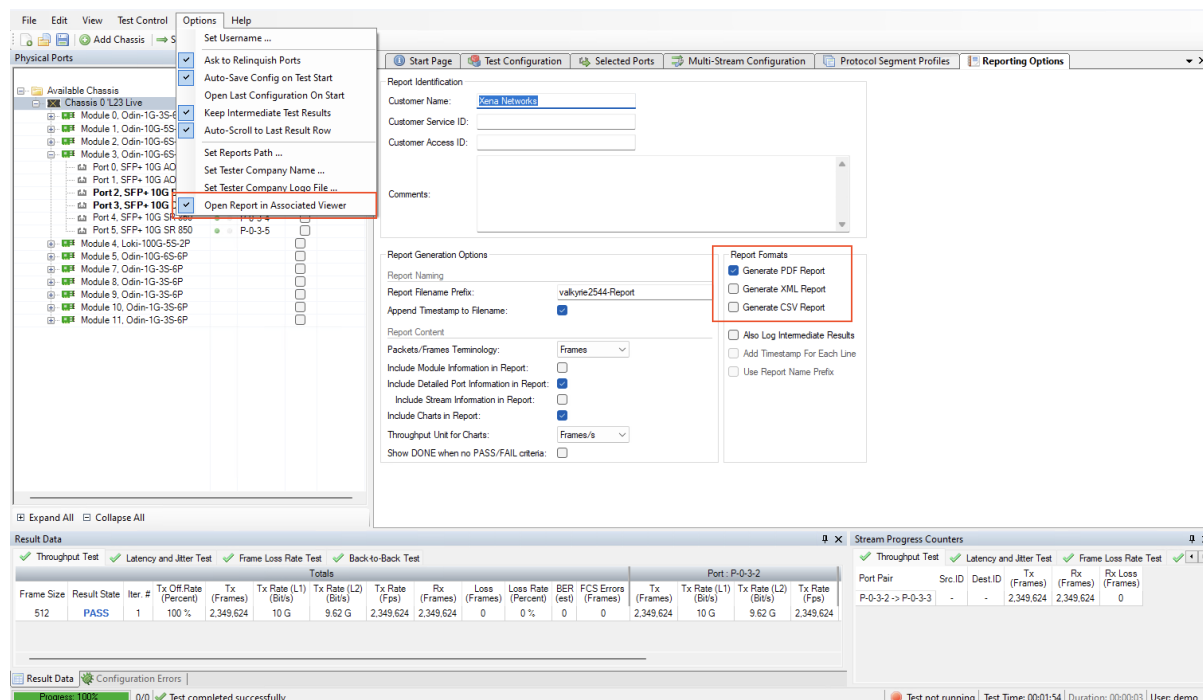 File Edit View Test Control Options Help
Add Chassis
Physical Ports
Set Username ...
Ask to Relinquish Ports
Auto-Save Config on Test Start
Open Last Configuration On Start
Keep Intermediate Test Results
Auto-Scroll to Last Result Row
Set Reports Path ...
Set Tester Company Name ...
Set Tester Company Logo File ...
Open Report in Associated Viewer
Available Chassis
Chassis 0 'L23 Live
Module 0, Odin-1G-3S-6
Module 1, Odin-10G-5S-
Module 2, Odin-10G-6S-
Module 3, Odin-10G-6S-
Port 0, SFP+ 10G AO
Port 1, SFP+ 10G AO
Port 2, SFP+ 10G
Port 3, SFP+ 10G
Port 4, SFP+ 10G SR 850 P-0-3-4
Port 5, SFP+ 10G SR 850 P-0-3-5
Module 4, Loki-100G-5S-2P
Module 5, Odin-10G-6S-6P
Module 7, Odin-1G-3S-6P
Module 8, Odin-1G-3S-6P
Module 9, Odin-1G-3S-6P
Module 10, Odin-1G-3S-6P
Module 11, Odin-1G-3S-6P
Expand All Collapse All
Start Page Test Configuration Selected Ports Multi-Stream Configuration Protocol Segment Profiles Reporting Options
Report Identification
Customer Name: Xena Networks
Customer Service ID:
Customer Access ID:
Comments:
Report Generation Options
Report Naming
Report Filename Prefix: valkyrie2544-Report
Append Timestamp to Filename:
Report Content
Packets/Frames Terminology: Frames
Include Module Information in Report:
Include Detailed Port Information in Report:
Include Stream Information in Report:
Include Charts in Report:
Throughput Unit for Charts: Frames/s
Show DONE when no PASS/FAIL criteria:
Report Formats
Generate PDF Report
Generate XML Report
Generate CSV Report
Also Log Intermediate Results
Add Timestamp For Each Line
Use Report Name Prefix
Result Data
Throughput Test Latency and Jitter Test Frame Loss Rate Test Back-to-Back Test
Totals Port : P-0-3-2
Frame Size Result State Iter. # Tx Off.Rate (Percent) Tx (Frames) Tx Rate (L1) (Bit/s) Tx Rate (L2) (Bit/s) Tx Rate (Fps) Rx (Frames) Loss (Frames) Loss Rate (Percent) BER (est) FCS Errors (Frames) Tx (Frames) Tx Rate (L1) (Bit/s) Tx Rate (L2) (Bit/s) Tx Rate (Fps)
512 PASS 1 100 % 2,349,624 10 G 9.62 G 2,349,624 2,349,624 0 0 % 0 0 2,349,624 10 G 9.62 G 2,349,624
Stream Progress Counters
Throughput Test Latency and Jitter Test Frame Loss Rate Test
Port Pair Src.ID Dest.ID Tx (Frames) Rx (Frames) Rx Loss (Frames)
P-0-3-2 -> P-0-3-3 - - 2,349,624 2,349,624 0
Result Data Configuration Errors
Progress: 100% 0/0 Test completed successfully Test not running Test Time: 00:01:54 Duration: 00:00:03 User: demo